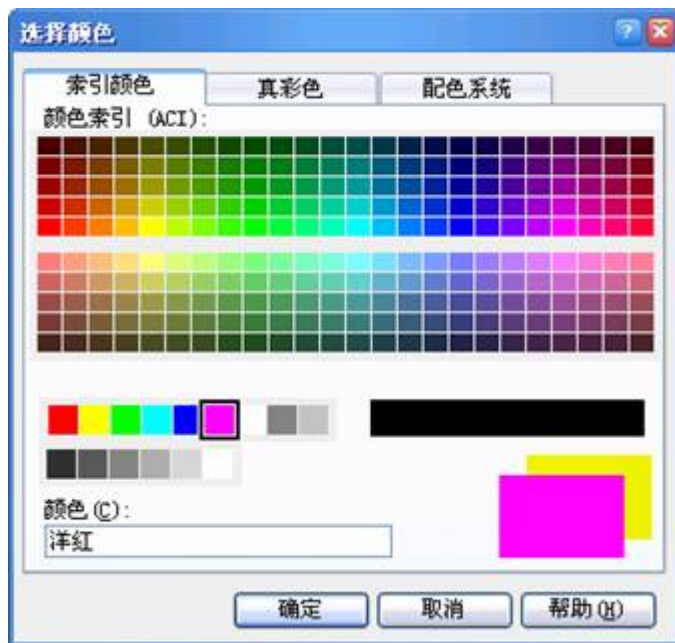 选择颜色
索引颜色 真彩色 配色系统
颜色索引 (ACI):
颜色(C):
洋红
确定 取消 帮助(H)